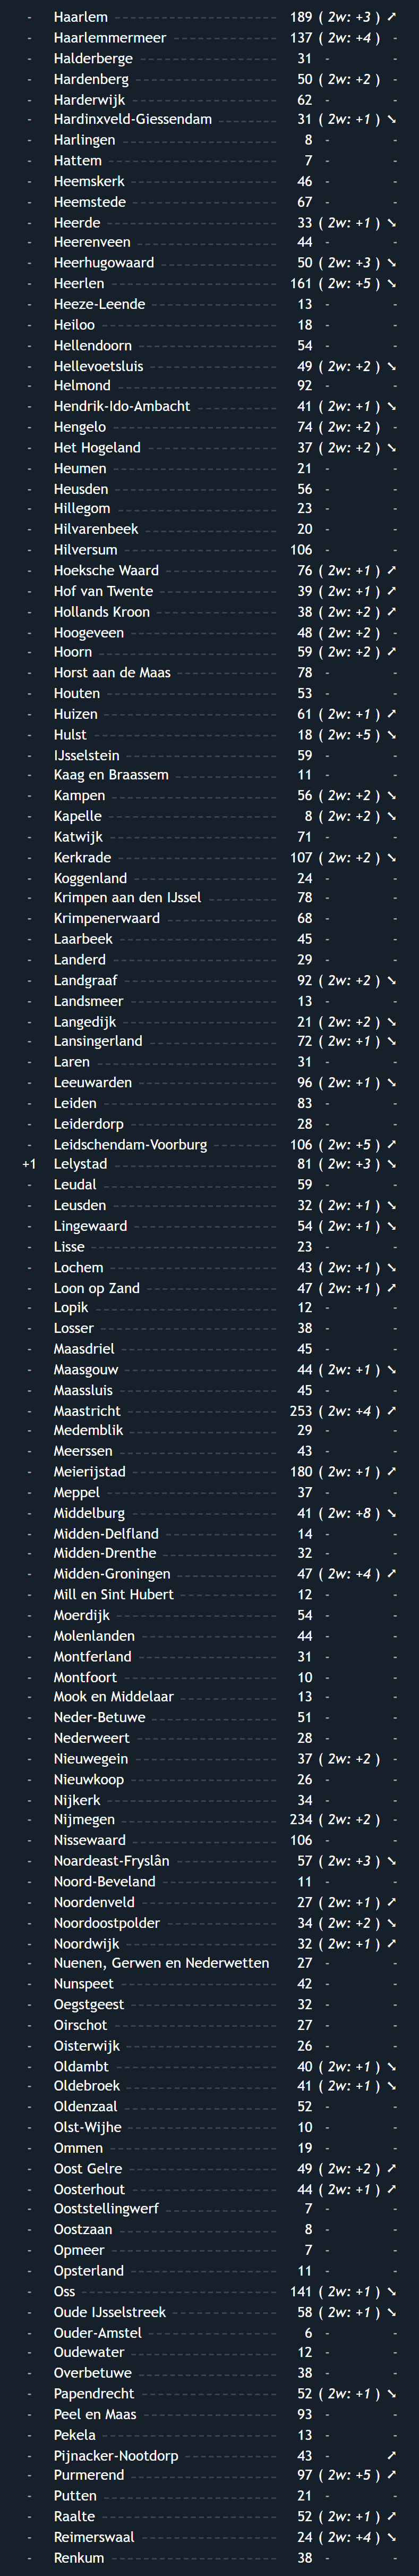 - Haarlem 189 ( 2w: +3 ) ➚
- Haarlemmermeer 137 ( 2w: +4 ) -
- Halderberge 31 - -
- Hardenberg 50 ( 2w: +2 ) -
- Harderwijk 62 - -
- Hardinxveld-Giessendam 31 ( 2w: +1 ) ➘
- Harlingen 8 - -
- Hattem 7 - -
- Heemskerk 46 - -
- Heemstede 67 - -
- Heerde 33 ( 2w: +1 ) ➘
- Heerenveen 44 - -
- Heerhugowaard 50 ( 2w: +3 ) ➘
- Heerlen 161 ( 2w: +5 ) ➘
- Heeze-Leende 13 - -
- Heiloo 18 - -
- Hellendoorn 54 - -
- Hellevoetsluis 49 ( 2w: +2 ) ➘
- Helmond 92 - -
- Hendrik-Ido-Ambacht 41 ( 2w: +1 ) ➘
- Hengelo 74 ( 2w: +2 ) -
- Het Hogeland 37 ( 2w: +2 ) ➘
- Heumen 21 - -
- Heusden 56 - -
- Hillegom 23 - -
- Hilvarenbeek 20 - -
- Hilversum 106 - -
- Hoeksche Waard 76 ( 2w: +1 ) ➚
- Hof van Twente 39 ( 2w: +1 ) ➚
- Hollands Kroon 38 ( 2w: +2 ) ➚
- Hoogeveen 48 ( 2w: +2 ) -
- Hoorn 59 ( 2w: +2 ) ➚
- Horst aan de Maas 78 - -
- Houten 53 - -
- Huizen 61 ( 2w: +1 ) ➚
- Hulst 18 ( 2w: +5 ) ➘
- IJsselstein 59 - -
- Kaag en Braassem 11 - -
- Kampen 56 ( 2w: +2 ) ➘
- Kapelle 8 ( 2w: +2 ) ➘
- Katwijk 71 - -
- Kerkrade 107 ( 2w: +2 ) ➘
- Koggenland 24 - -
- Krimpen aan den IJssel 78 - -
- Krimpenerwaard 68 - -
- Laarbeek 45 - -
- Landerd 29 - -
- Landgraaf 92 ( 2w: +2 ) ➘
- Landsmeer 13 - -
- Langedijk 21 ( 2w: +2 ) ➘
- Lansingerland 72 ( 2w: +1 ) ➘
- Laren 31 - -
- Leeuwarden 96 ( 2w: +1 ) ➘
- Leiden 83 - -
- Leiderdorp 28 - -
- Leidschendam-Voorburg 106 ( 2w: +5 ) ➚
+1 Lelystad 81 ( 2w: +3 ) ➘
- Leudal 59 - -
- Leusden 32 ( 2w: +1 ) ➘
- Lingewaard 54 ( 2w: +1 ) ➘
- Lisse 23 - -
- Lochem 43 ( 2w: +1 ) ➘
- Loon op Zand 47 ( 2w: +1 ) ➚
- Lopik 12 - -
- Losser 38 - -
- Maasdriel 45 - -
- Maasgouw 44 ( 2w: +1 ) ➘
- Maassluis 45 - -
- Maastricht 253 ( 2w: +4 ) ➚
- Medemblik 29 - -
- Meerssen 43 - -
- Meierijstad 180 ( 2w: +1 ) ➚
- Meppel 37 - -
- Middelburg 41 ( 2w: +8 ) ➘
- Midden-Delfland 14 - -
- Midden-Drenthe 32 - -
- Midden-Groningen 47 ( 2w: +4 ) ➚
- Mill en Sint Hubert 12 - -
- Moerdijk 54 - -
- Molenlanden 44 - -
- Montferland 31 - -
- Montfoort 10 - -
- Mook en Middelaar 13 - -
- Neder-Betuwe 51 - -
- Nederweert 28 - -
- Nieuwegein 37 ( 2w: +2 ) -
- Nieuwkoop 26 - -
- Nijkerk 34 - -
- Nijmegen 234 ( 2w: +2 ) -
- Nissewaard 106 - -
- Noardeast-Fryslân 57 ( 2w: +3 ) ➘
- Noord-Beveland 11 - -
- Noordenveld 27 ( 2w: +1 ) ➚
- Noordoostpolder 34 ( 2w: +2 ) ➘
- Noordwijk 32 ( 2w: +1 ) ➚
- Nuenen, Gerwen en Nederwetten 27 - -
- Nunspeet 42 - -
- Oegstgeest 32 - -
- Oirschot 27 - -
- Oisterwijk 26 - -
- Oldambt 40 ( 2w: +1 ) ➘
- Oldebroek 41 ( 2w: +1 ) ➘
- Oldenzaal 52 - -
- Olst-Wijhe 10 - -
- Ommen 19 - -
- Oost Gelre 49 ( 2w: +2 ) ➚
- Oosterhout 44 ( 2w: +1 ) ➚
- Ooststellingwerf 7 - -
- Oostzaan 8 - -
- Opmeer 7 - -
- Opsterland 11 - -
- Oss 141 ( 2w: +1 ) ➘
- Oude IJsselstreek 58 ( 2w: +1 ) ➘
- Ouder-Amstel 6 - -
- Oudewater 12 - -
- Overbetuwe 38 - -
- Papendrecht 52 ( 2w: +1 ) ➘
- Peel en Maas 93 - -
- Pekela 13 - -
- Pijnacker-Nootdorp 43 - ➚
- Purmerend 97 ( 2w: +5 ) ➚
- Putten 21 - -
- Raalte 52 ( 2w: +1 ) ➚
- Reimerswaal 24 ( 2w: +4 ) ➘
- Renkum 38 - -